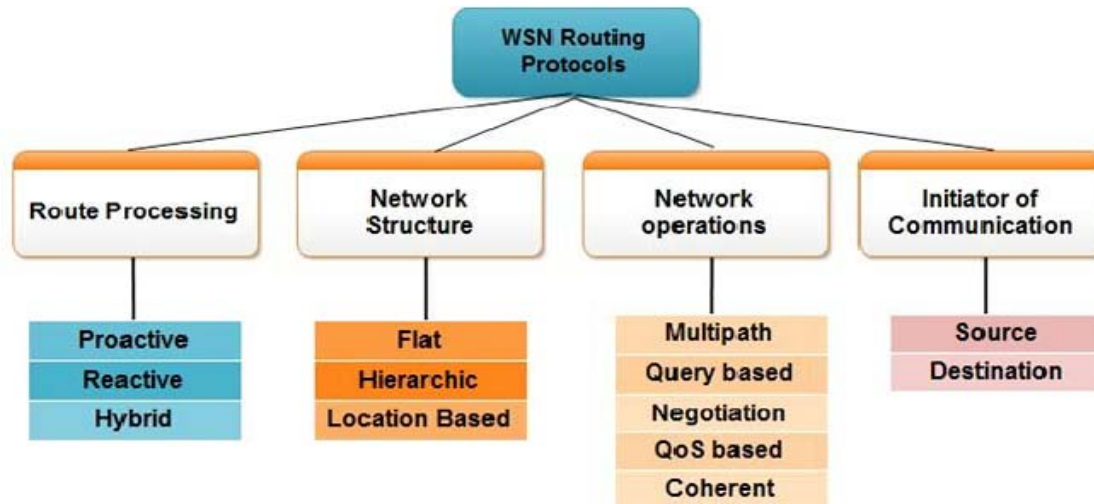 WSN Routing
Protocols
Route Processing
Network
Structure
Network
operations
Initiator of
Communication
Proactive
Reactive
Hybrid
Flat
Hierarchic
Location Based
Multipath
Query based
Negotiation
QoS based
Coherent
Source
Destination